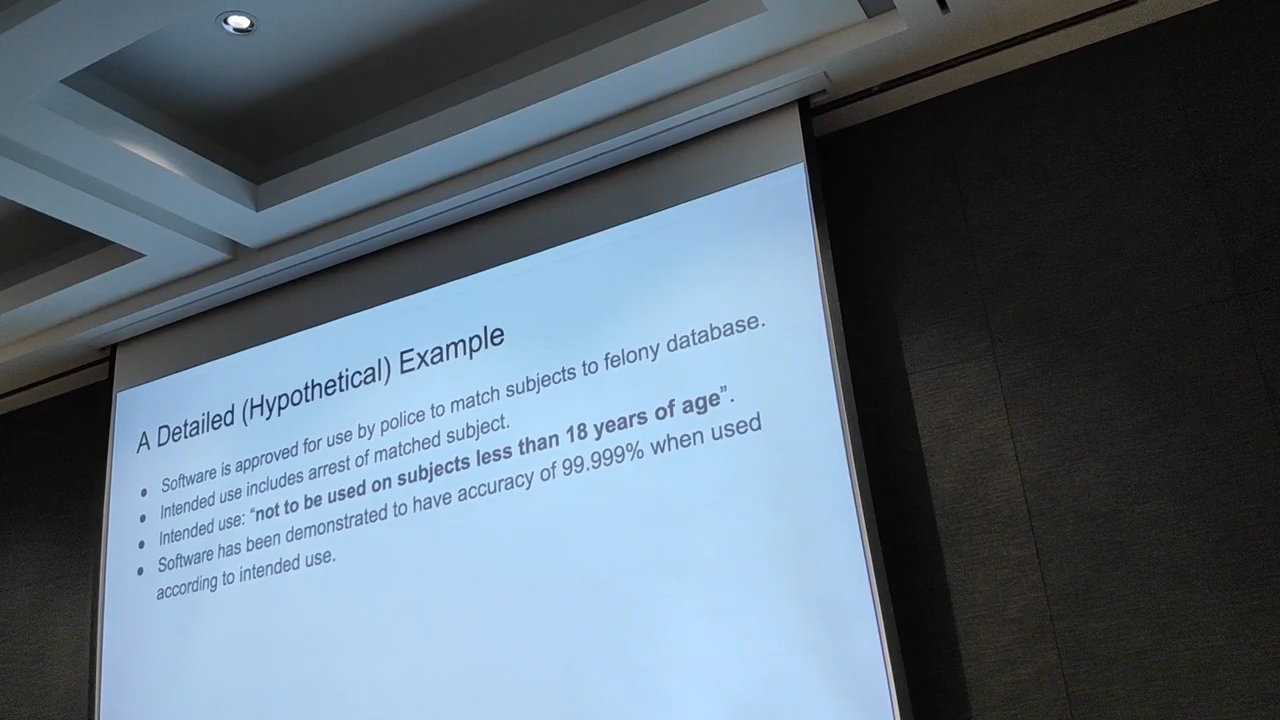 A Detailed (Hypothetical) Example
• Software is approved for use by police to match subjects to felony database.
• Intended use includes arrest of matched subject.
• Intended use: “not to be used on subjects less than 18 years of age”.
• Software has been demonstrated to have accuracy of 99.999% when used
according to intended use.